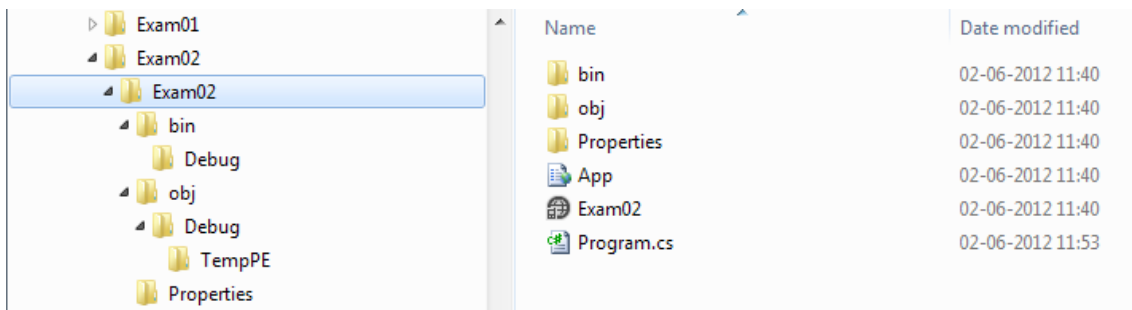 Exam01
Exam02
Exam02
bin
Debug
obj
Debug
TempPE
Properties
Name Date modified
bin 02-06-2012 11:40
obj 02-06-2012 11:40
Properties 02-06-2012 11:40
App 02-06-2012 11:40
Exam02 02-06-2012 11:40
Program.cs 02-06-2012 11:53